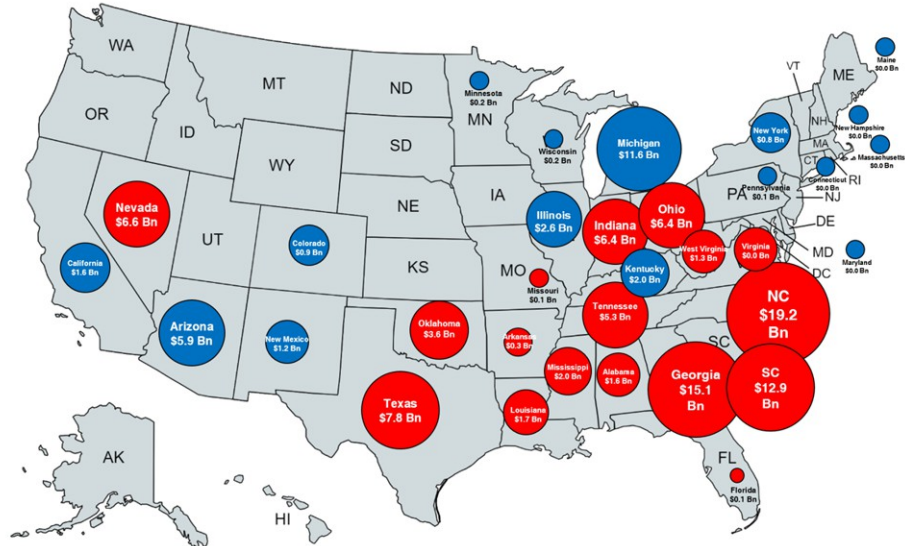 WA
OR
ID
MT
ND
SD
WY
NE
KS
UT
IA
MN
MO
PA
ME
VT
NH
MA
CT
RI
NJ
DE
MD
DC
SC
FL
AK
HI
Maine
$0.0 Bn
Minnesota
$0.2 Bn
Wisconsin
$0.2 Bn
Michigan
$11.6 Bn
New York
$0.8 Bn
New Hampshire
$0.0 Bn
Massachusetts
$0.0 Bn
Connecticut
$0.0 Bn
Pennsylvania
$0.1 Bn
Nevada
$6.6 Bn
Colorado
$0.9 Bn
Illinois
$2.6 Bn
Indiana
$6.4 Bn
Ohio
$6.4 Bn
West Virginia
$1.3 Bn
Virginia
$0.0 Bn
Maryland
$0.0 Bn
California
$1.6 Bn
Kentucky
$2.0 Bn
Missouri
$0.1 Bn
Arizona
$5.9 Bn
New Mexico
$1.2 Bn
Oklahoma
$3.6 Bn
Arkansas
$0.3 Bn
Tennessee
$5.3 Bn
NC
$19.2
Bn
Texas
$7.8 Bn
Louisiana
$1.7 Bn
Mississippi
$2.0 Bn
Alabama
$1.6 Bn
Georgia
$15.1
Bn
SC
$12.9
Bn
Florida
$0.1 Bn